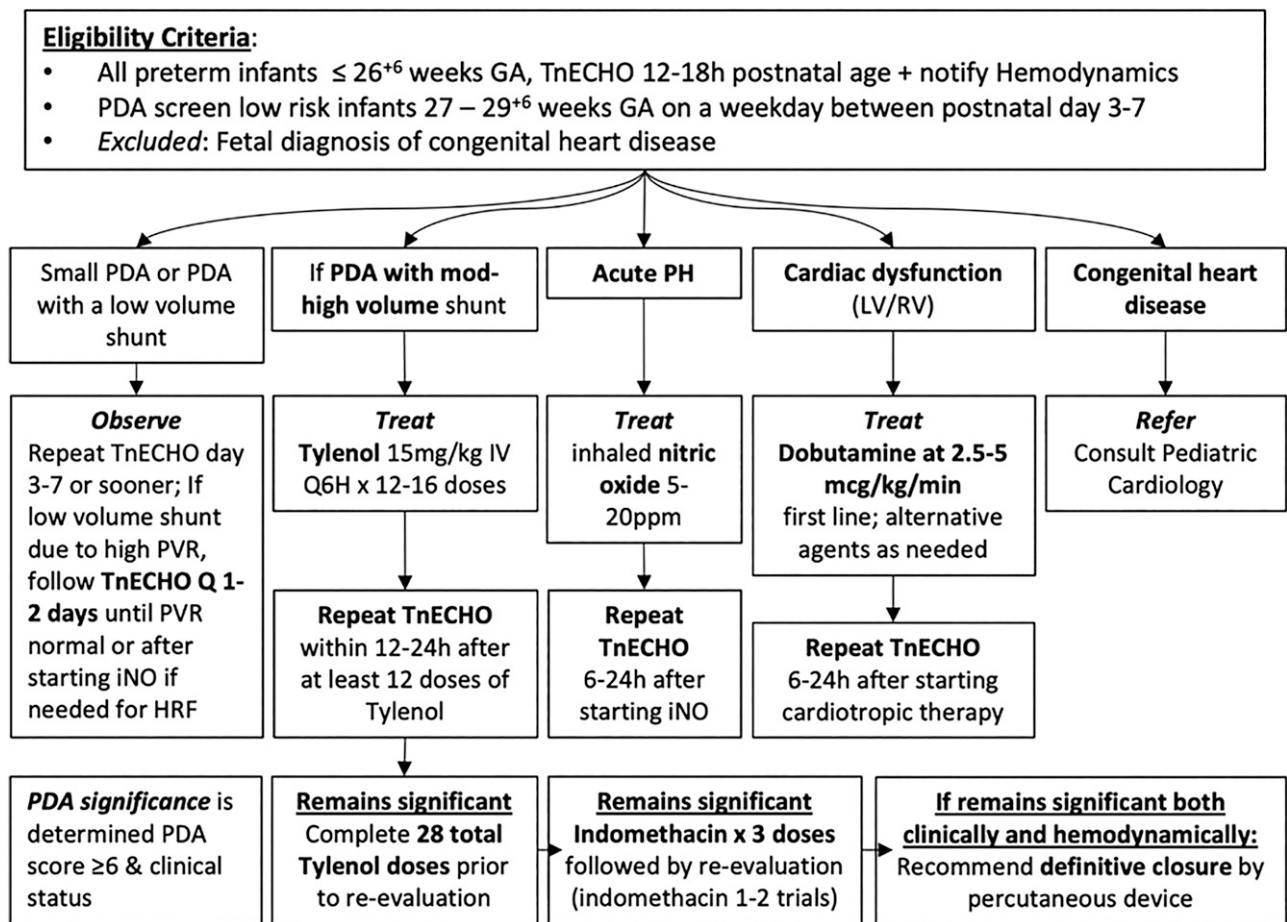 Eligibility Criteria:
• All preterm infants ≤ 26+6 weeks GA, TnECHO 12-18h postnatal age + notify Hemodynamics
• PDA screen low risk infants 27 – 29+6 weeks GA on a weekday between postnatal day 3-7
• Excluded: Fetal diagnosis of congenital heart disease
Small PDA or PDA
with a low volume
shunt
If PDA with mod-
high volume shunt
Acute PH
Cardiac dysfunction
(LV/RV)
Congenital heart
disease
Observe
Repeat TnECHO day
3-7 or sooner; If
low volume shunt
due to high PVR,
follow TnECHO Q 1-
2 days until PVR
normal or after
starting iNO if
needed for HRF
Treat
Tylenol 15mg/kg IV
Q6H x 12-16 doses
Treat
inhaled nitric
oxide 5-
20ppm
Treat
Dobutamine at 2.5-5
mcg/kg/min
first line; alternative
agents as needed
Refer
Consult Pediatric
Cardiology
Repeat TnECHO
within 12-24h after
at least 12 doses of
Tylenol
Repeat
TnECHO
6-24h after
starting iNO
Repeat TnECHO
6-24h after starting
cardiotropic therapy
PDA significance is
determined PDA
score ≥6 & clinical
status
Remains significant
Complete 28 total
Tylenol doses prior
to re-evaluation
Remains significant
Indomethacin x 3 doses
followed by re-evaluation
(indomethacin 1-2 trials)
If remains significant both
clinically and hemodynamically:
Recommend definitive closure by
percutaneous device